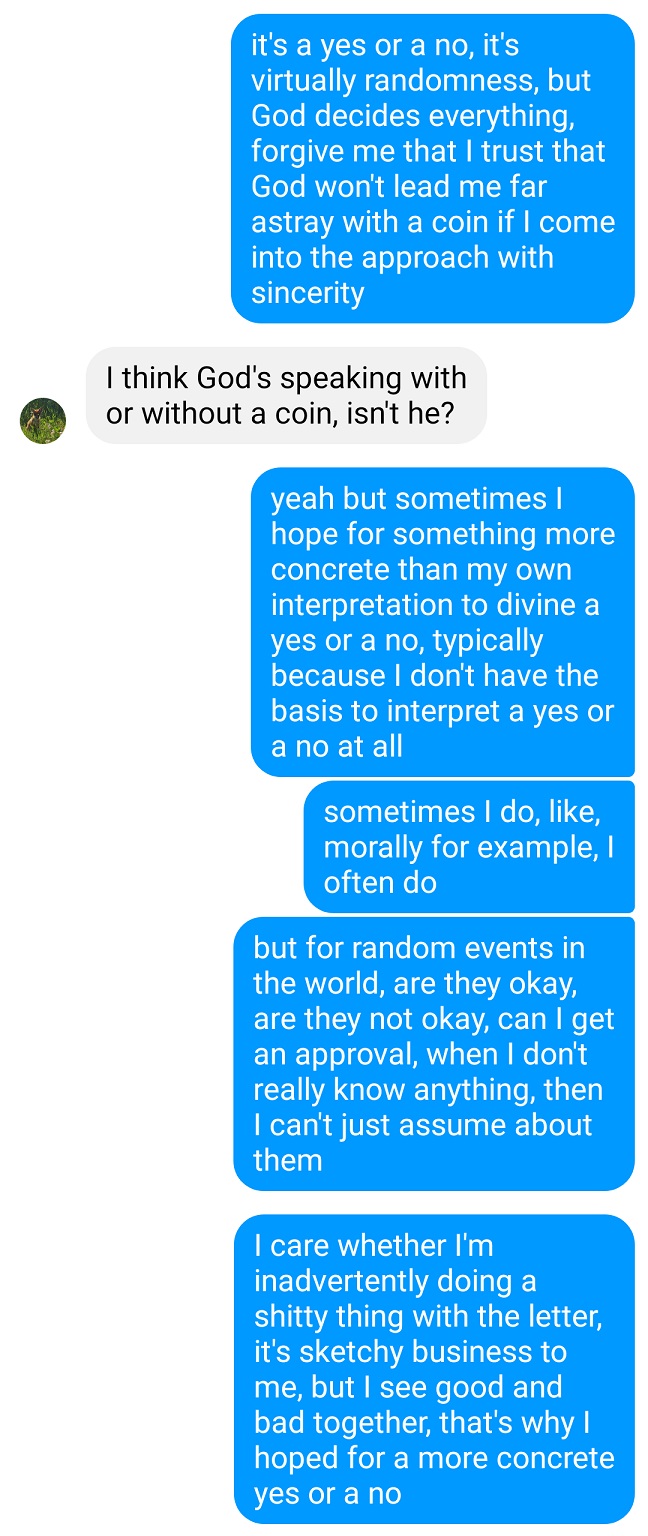 it's a yes or a no, it's
virtually randomness, but
God decides everything,
forgive me that I trust that
God won't lead me far
astray with a coin if I come
into the approach with
sincerity
I think God's speaking with
or without a coin, isn't he?
yeah but sometimes I
hope for something more
concrete than my own
interpretation to divine a
yes or a no, typically
because I don't have the
basis to interpret a yes or
a no at all
sometimes I do, like,
morally for example, I
often do
but for random events in
the world, are they okay,
are they not okay, can I get
an approval, when I don't
really know anything, then
I can't just assume about
them
I care whether I'm
inadvertently doing a
shitty thing with the letter,
it's sketchy business to
me, but I see good and
bad together, that's why I
hoped for a more concrete
yes or a no